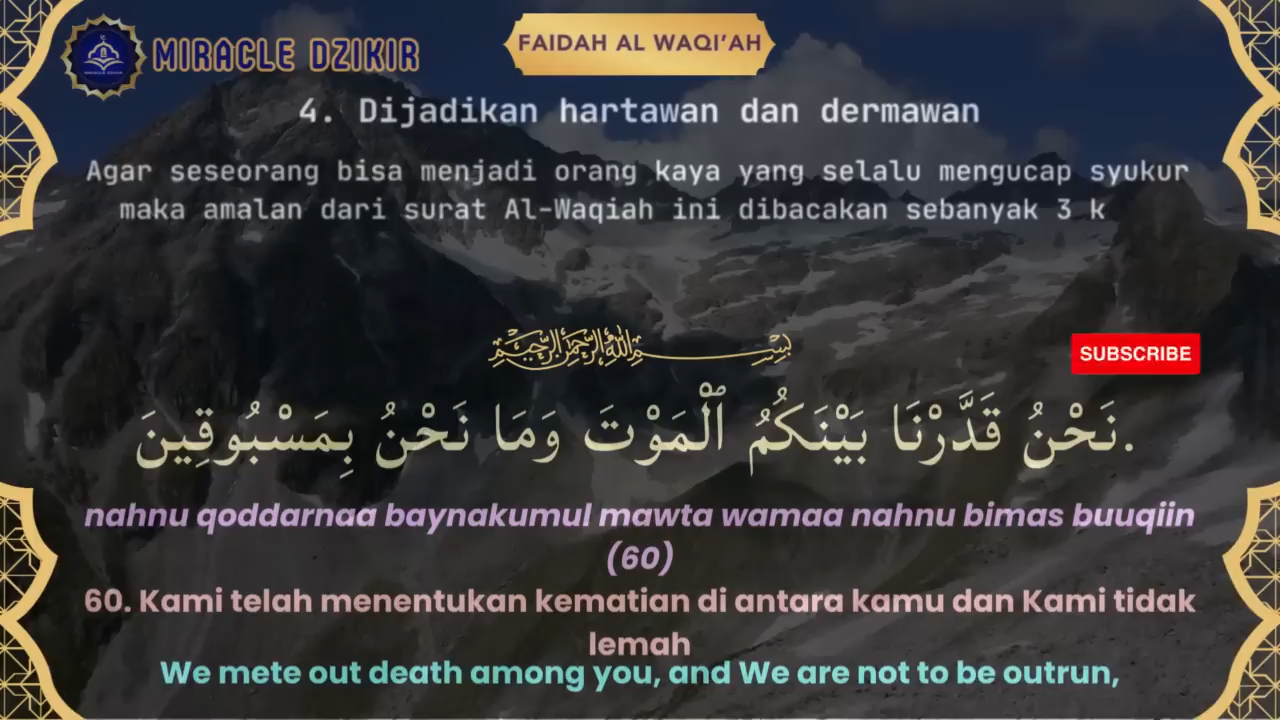 MIRACLE DZIKIR
FAIDAH AL WAQI'AH
4. Dijadikan hartawan dan dermawan
Agar seseorang bisa menjadi orang kaya yang selalu mengucap syukur
maka amalan dari surat Al-Waqiah ini dibacakan sebanyak 3 k
بِسْمِ اللَّهِ الرَّحْمَٰنِ الرَّحِيمِ
SUBSCRIBE
نَحْنُ قَدَّرْنَا بَيْنَكُمُ ٱلْمَوْتَ وَمَا نَحْنُ بِمَسْبُوقِينَ.
nahnu qoddarnaa baynakumul mawta wamaa nahnu bimas buuqiin
(60)
60. Kami telah menentukan kematian di antara kamu dan Kami tidak
lemah
We mete out death among you, and We are not to be outrun,